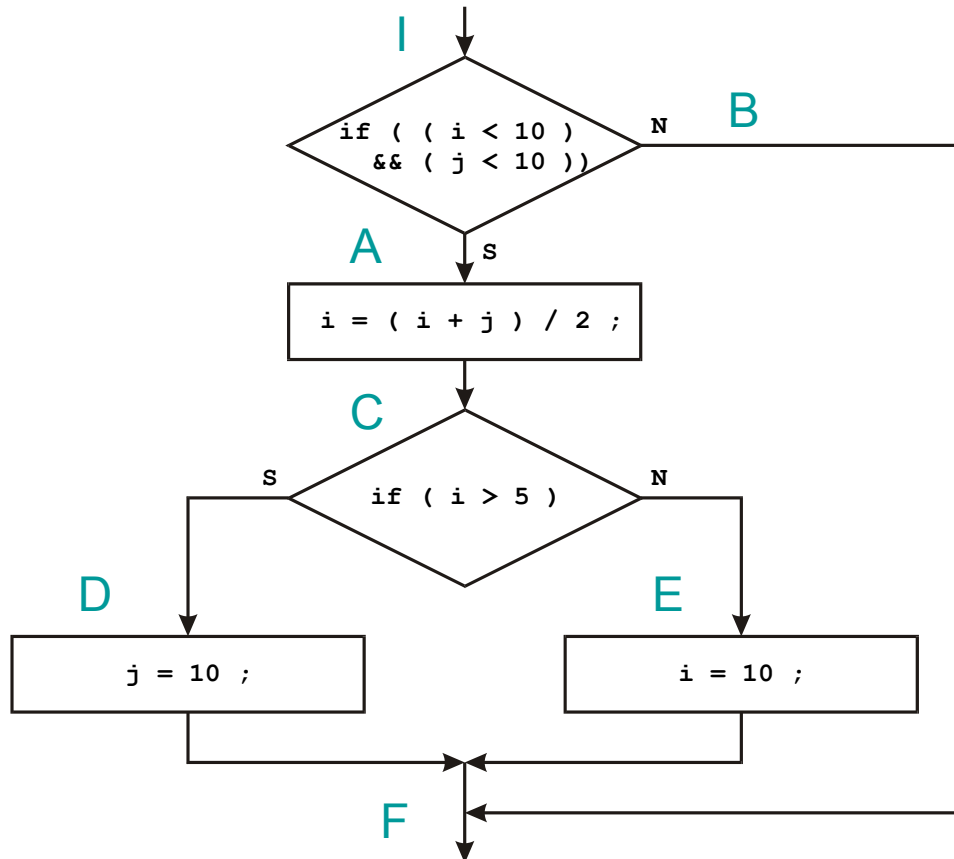 I
if ( ( i < 10 )
&& ( j < 10 ))
N
B
A
S
i = ( i + j ) / 2 ;
C
S
if ( i > 5 )
N
D
E
j = 10 ;
i = 10 ;
F